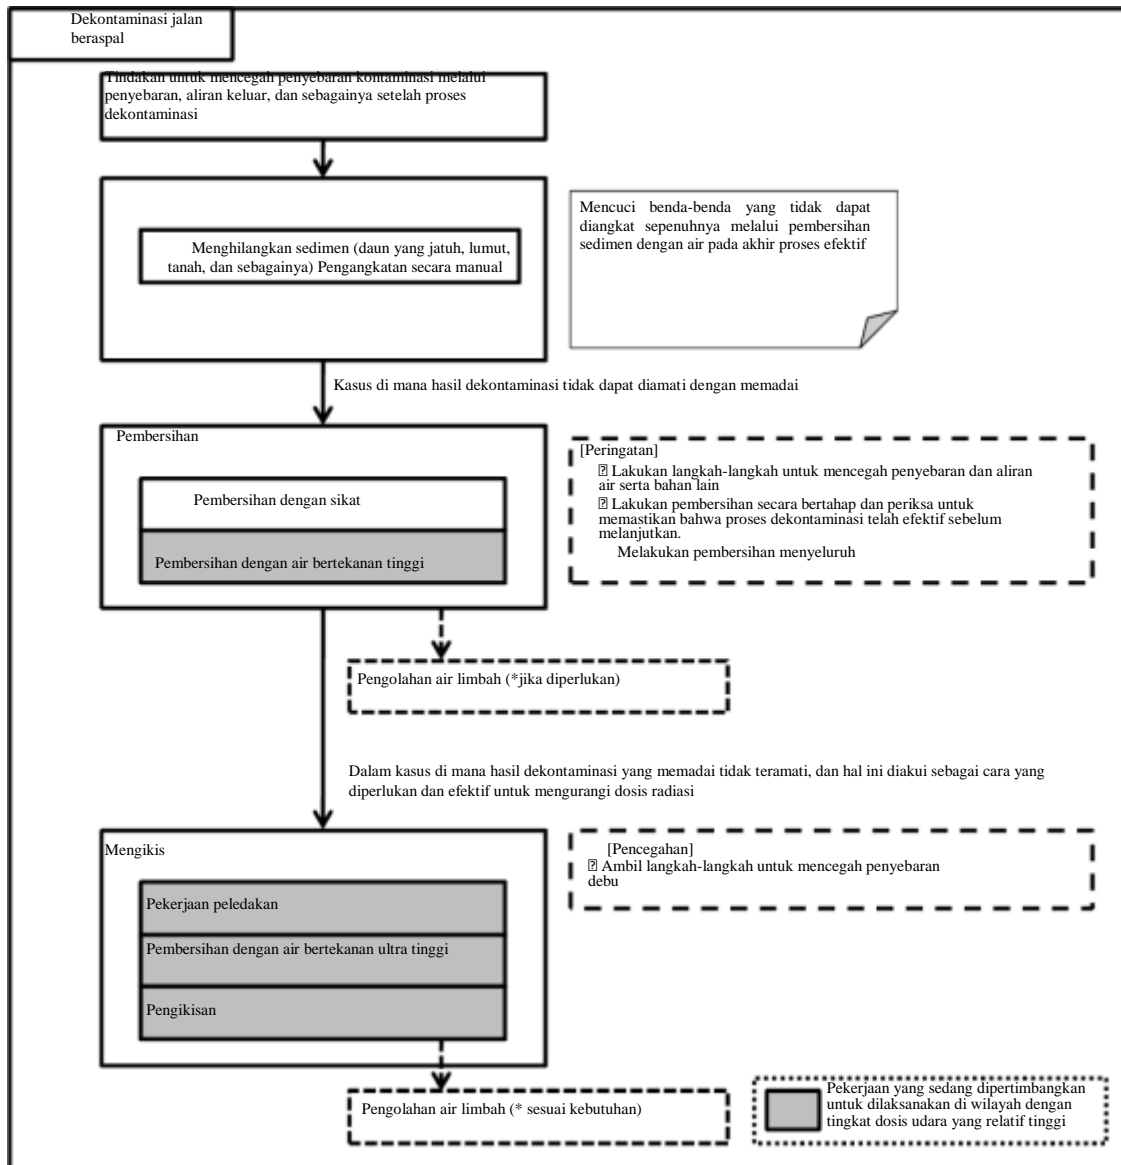 Dekontaminasi jalan
beraspal
Tindakan untuk mencegah penyebaran kontaminasi melalui
penyebaran, aliran keluar, dan sebagainya setelah proses
dekontaminasi
Menghilangkan sedimen (daun yang jatuh, lumut,
tanah, dan sebagainya) Pengangkatan secara manual
Mencuci benda-benda yang tidak dapat
diangkat sepenuhnya melalui pembersihan
sedimen dengan air pada akhir proses efektif
Kasus di mana hasil dekontaminasi tidak dapat diamati dengan memadai
Pembersihan
Pembersihan dengan sikat
Pembersihan dengan air bertekanan tinggi
[Peringatan]
⍰ Lakukan langkah-langkah untuk mencegah penyebaran dan aliran
air serta bahan lain
⍰ Lakukan pembersihan secara bertahap dan periksa untuk
memastikan bahwa proses dekontaminasi telah efektif sebelum
melanjutkan.
Melakukan pembersihan menyeluruh
Pengolahan air limbah (*jika diperlukan)
Dalam kasus di mana hasil dekontaminasi yang memadai tidak teramati, dan hal ini diakui sebagai cara yang
diperlukan dan efektif untuk mengurangi dosis radiasi
Mengikis
Pekerjaan peledakan
Pembersihan dengan air bertekanan ultra tinggi
Pengikisan
[Pencegahan]
⍰ Ambil langkah-langkah untuk mencegah penyebaran
debu
Pengolahan air limbah (* sesuai kebutuhan)
Pekerjaan yang sedang dipertimbangkan
untuk dilaksanakan di wilayah dengan
tingkat dosis udara yang relatif tinggi